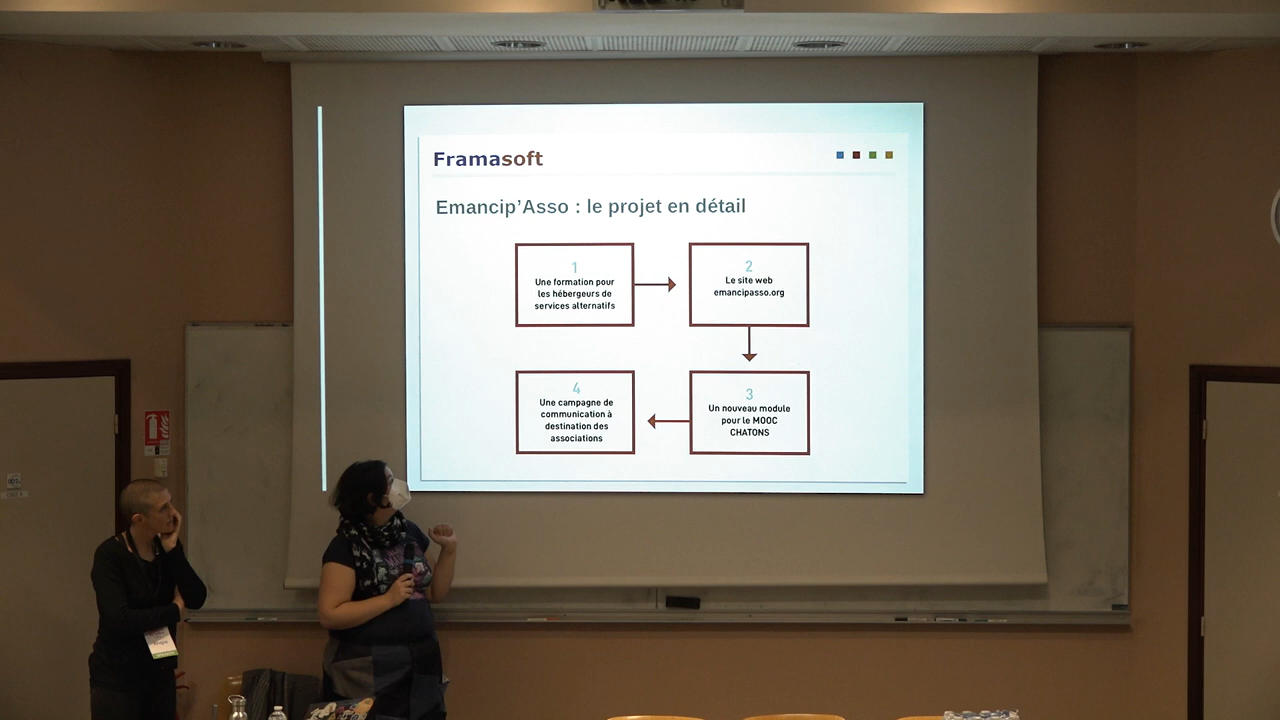 Framasoft
Emancip'Asso : le projet en détail
1
Une formation pour
les hébergeurs de
services alternatifs
2
Le site web
emancipasso.org
3
Un nouveau module
pour le MOOC
CHATONS
4
Une campagne de
communication à
destination des
associations